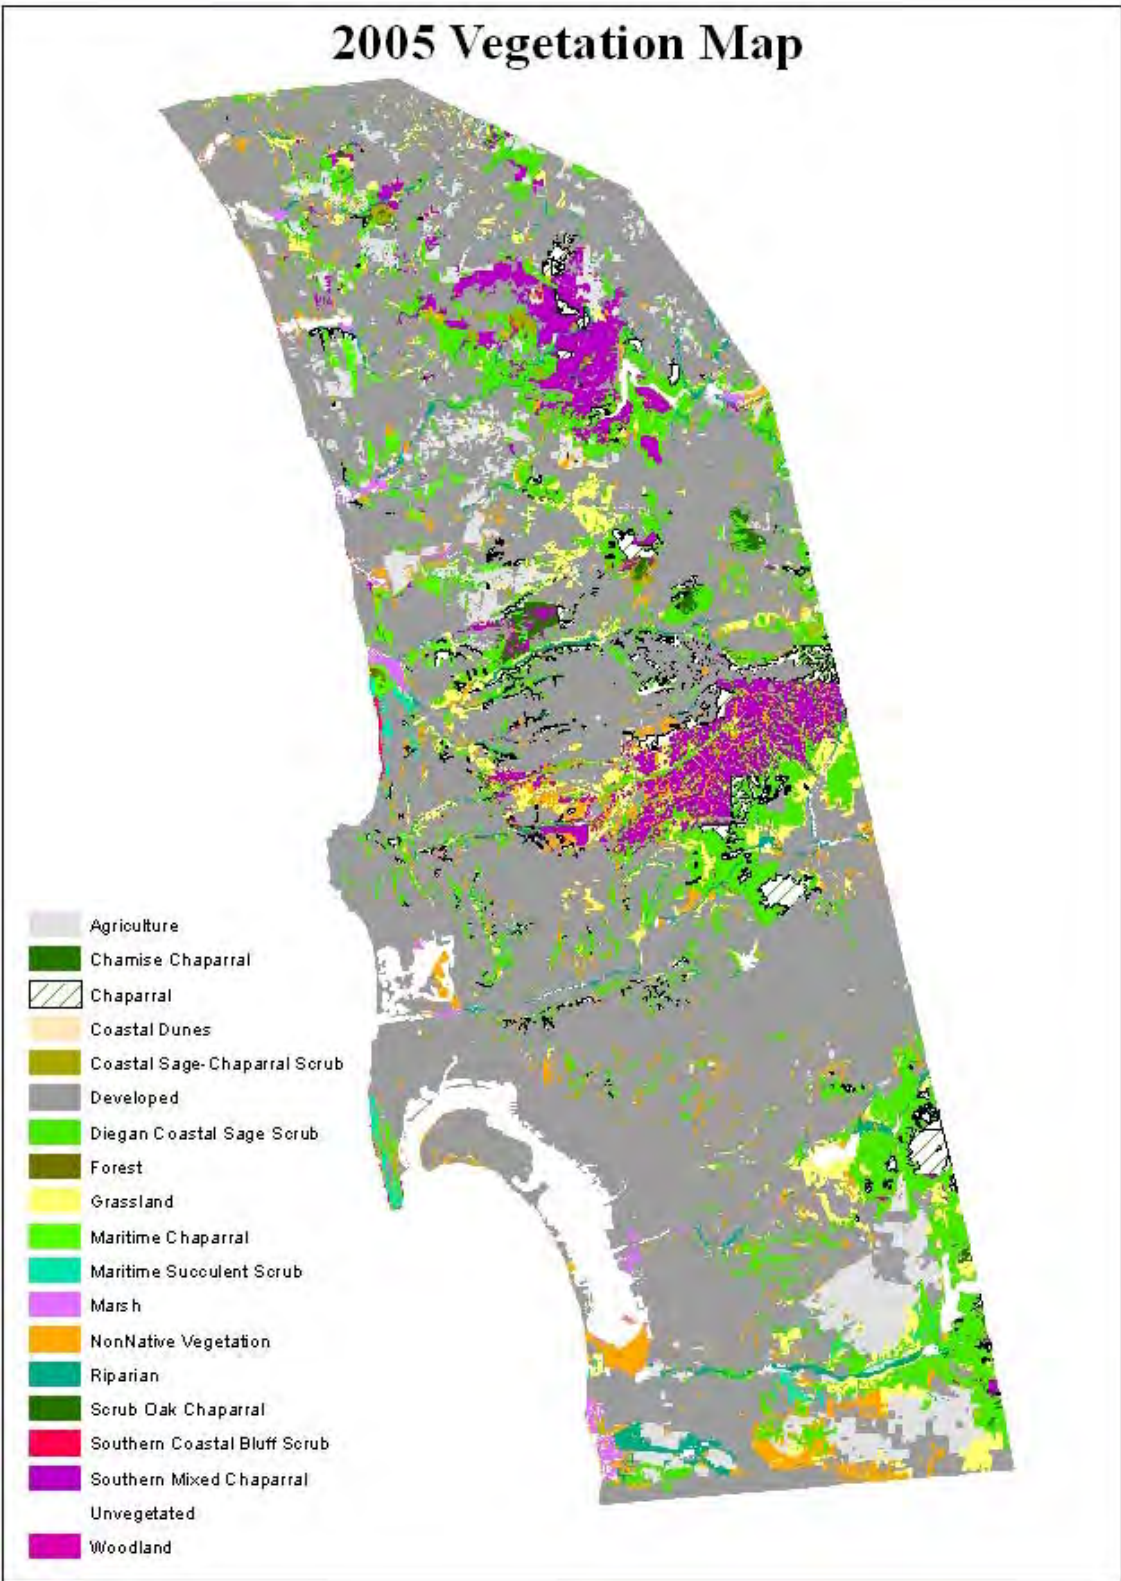 2005 Vegetation Map
Agriculture
Chamise Chaparral
Chaparral
Coastal Dunes
Coastal Sage-Chaparral Scrub
Developed
Diegan Coastal Sage Scrub
Forest
Grassland
Maritime Chaparral
Maritime Succulent Scrub
Marsh
NonNative Vegetation
Riparian
Scrub Oak Chaparral
Southern Coastal Bluff Scrub
Southern Mixed Chaparral
Unvegetated
Woodland